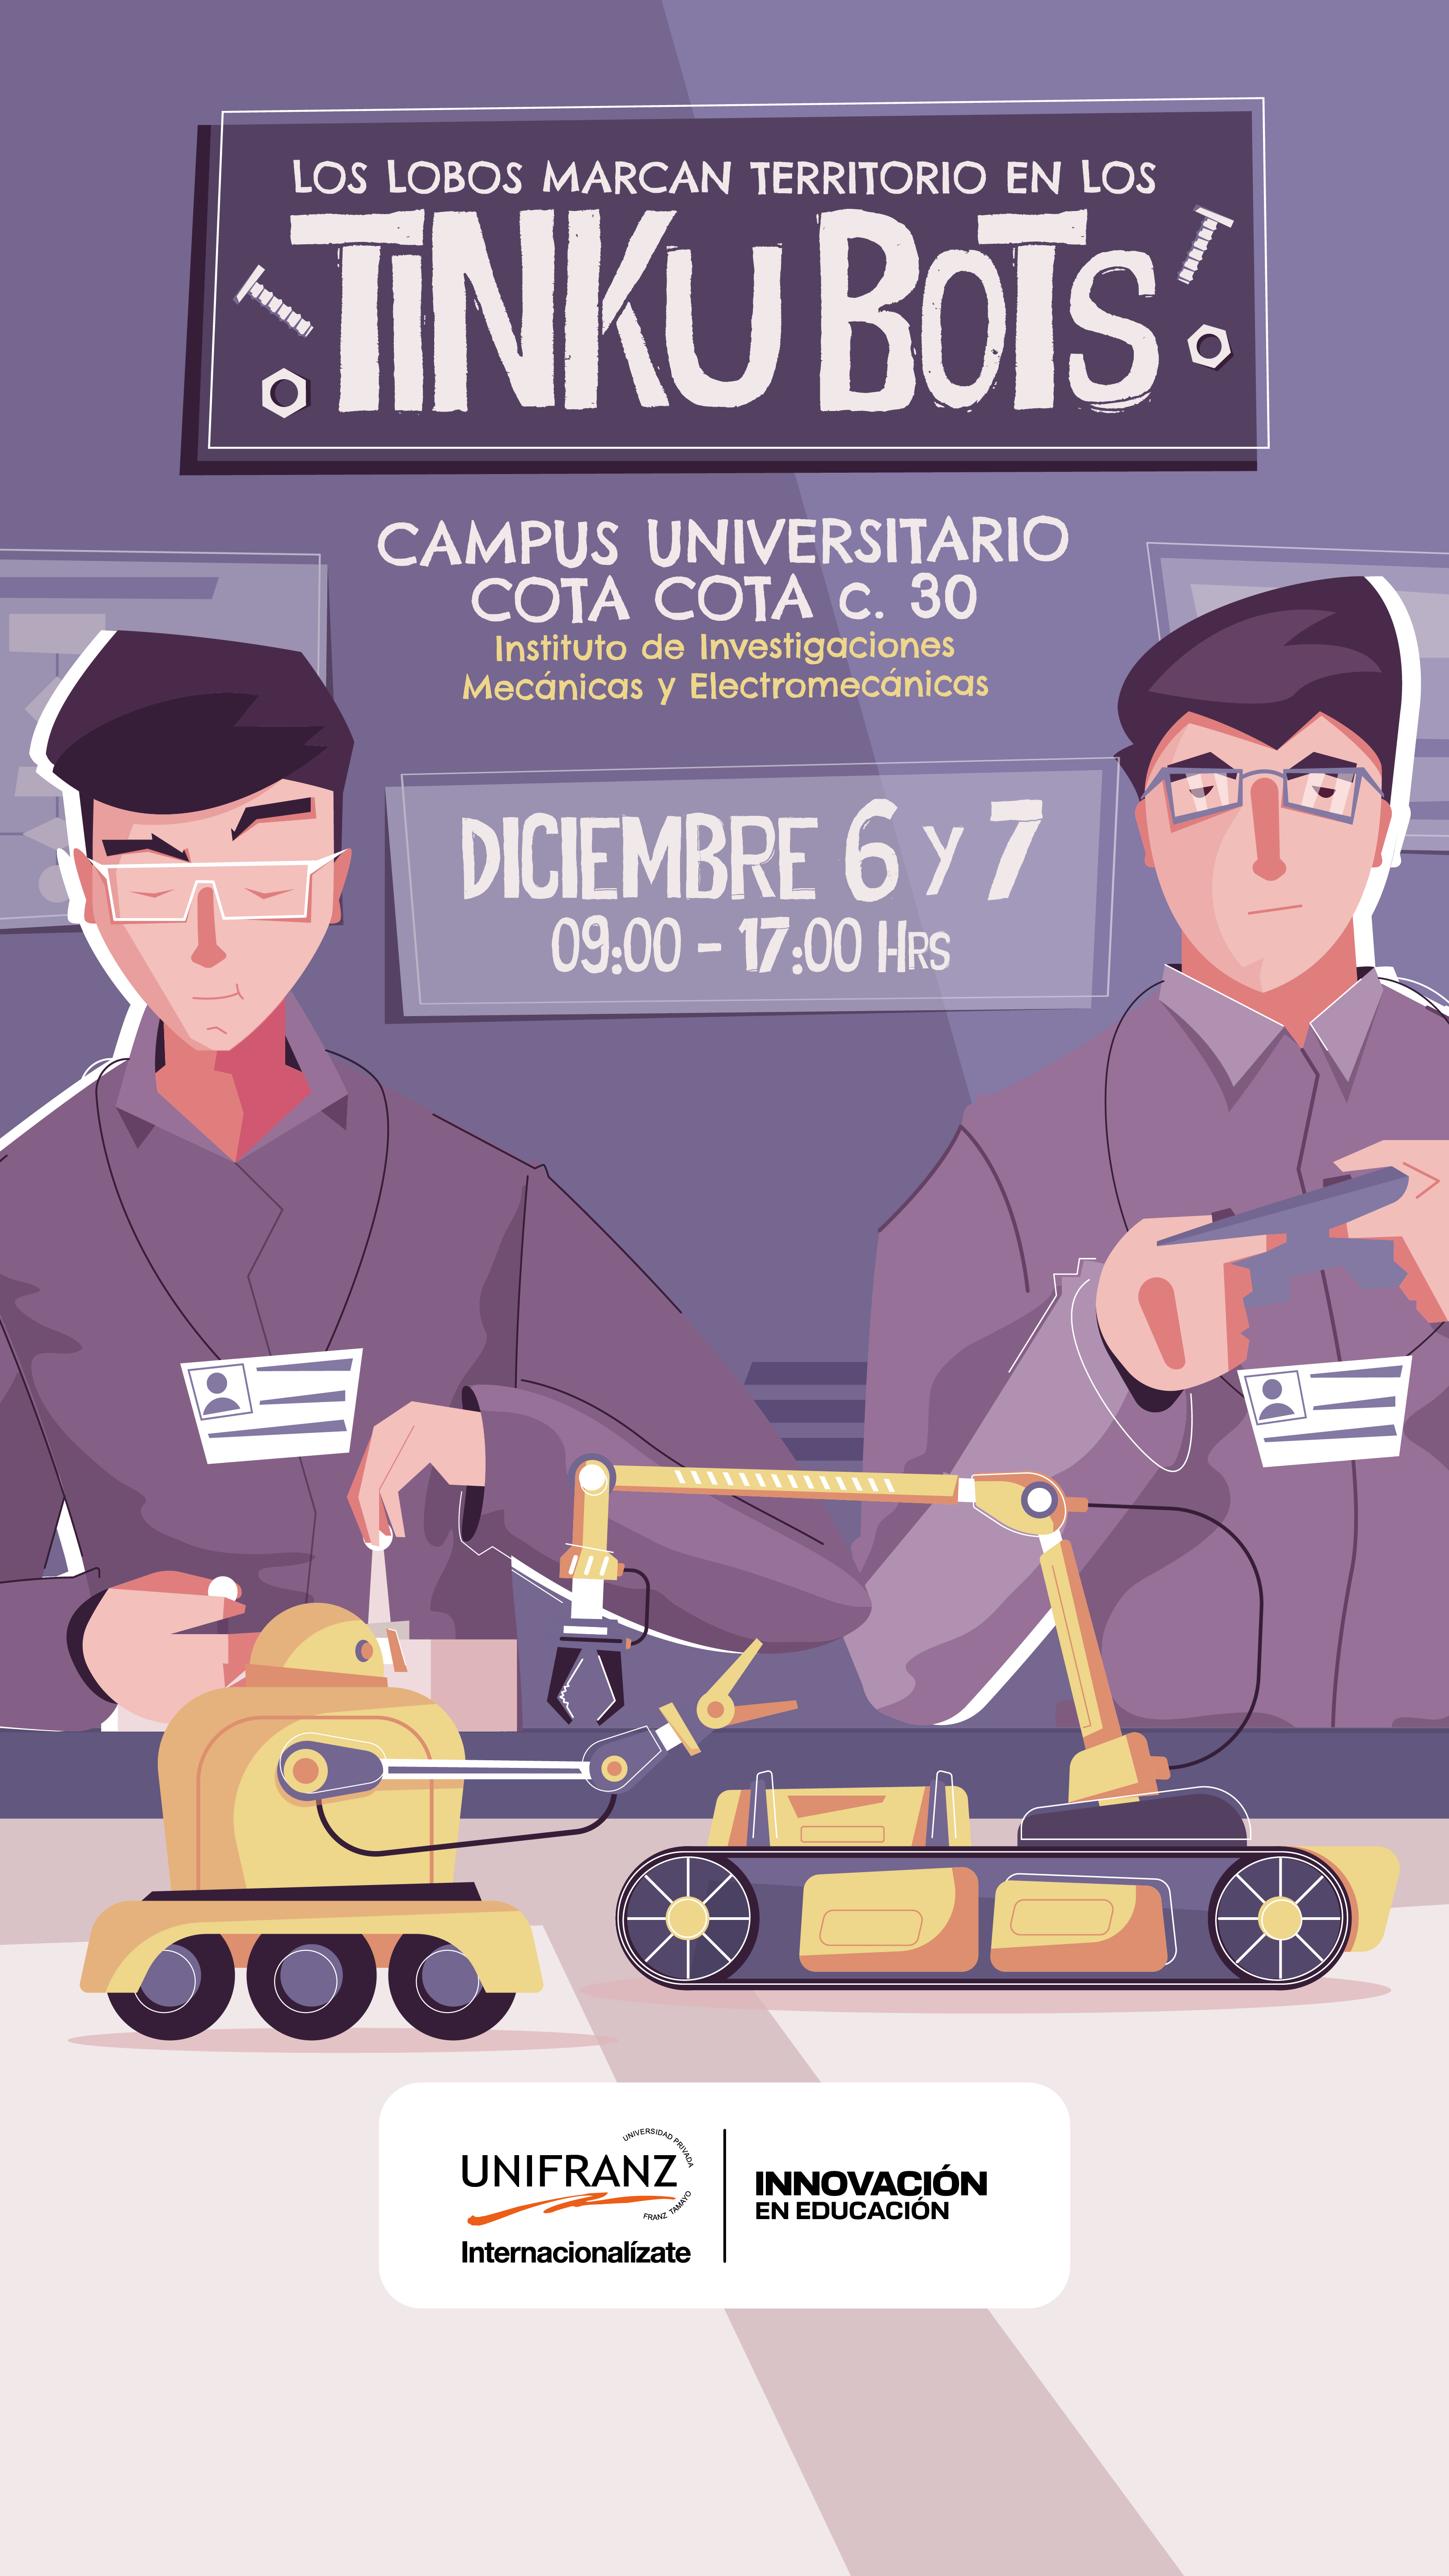 LOS LOBOS MARCAN TERRITORIO EN LOS
TiNKU BOTS
CAMPUS UNIVERSITARIO
COTA COTA c. 30
Instituto de Investigaciones
Mecánicas y Electromecánicas
DICIEMBRE 6 y 7
09:00 - 17:00 HRS
UNIVERSIDAD PRIVADA
UNIFRANZ
FRANZ TAMAYO
Internacionalízate
INNOVACIÓN
EN EDUCACIÓN